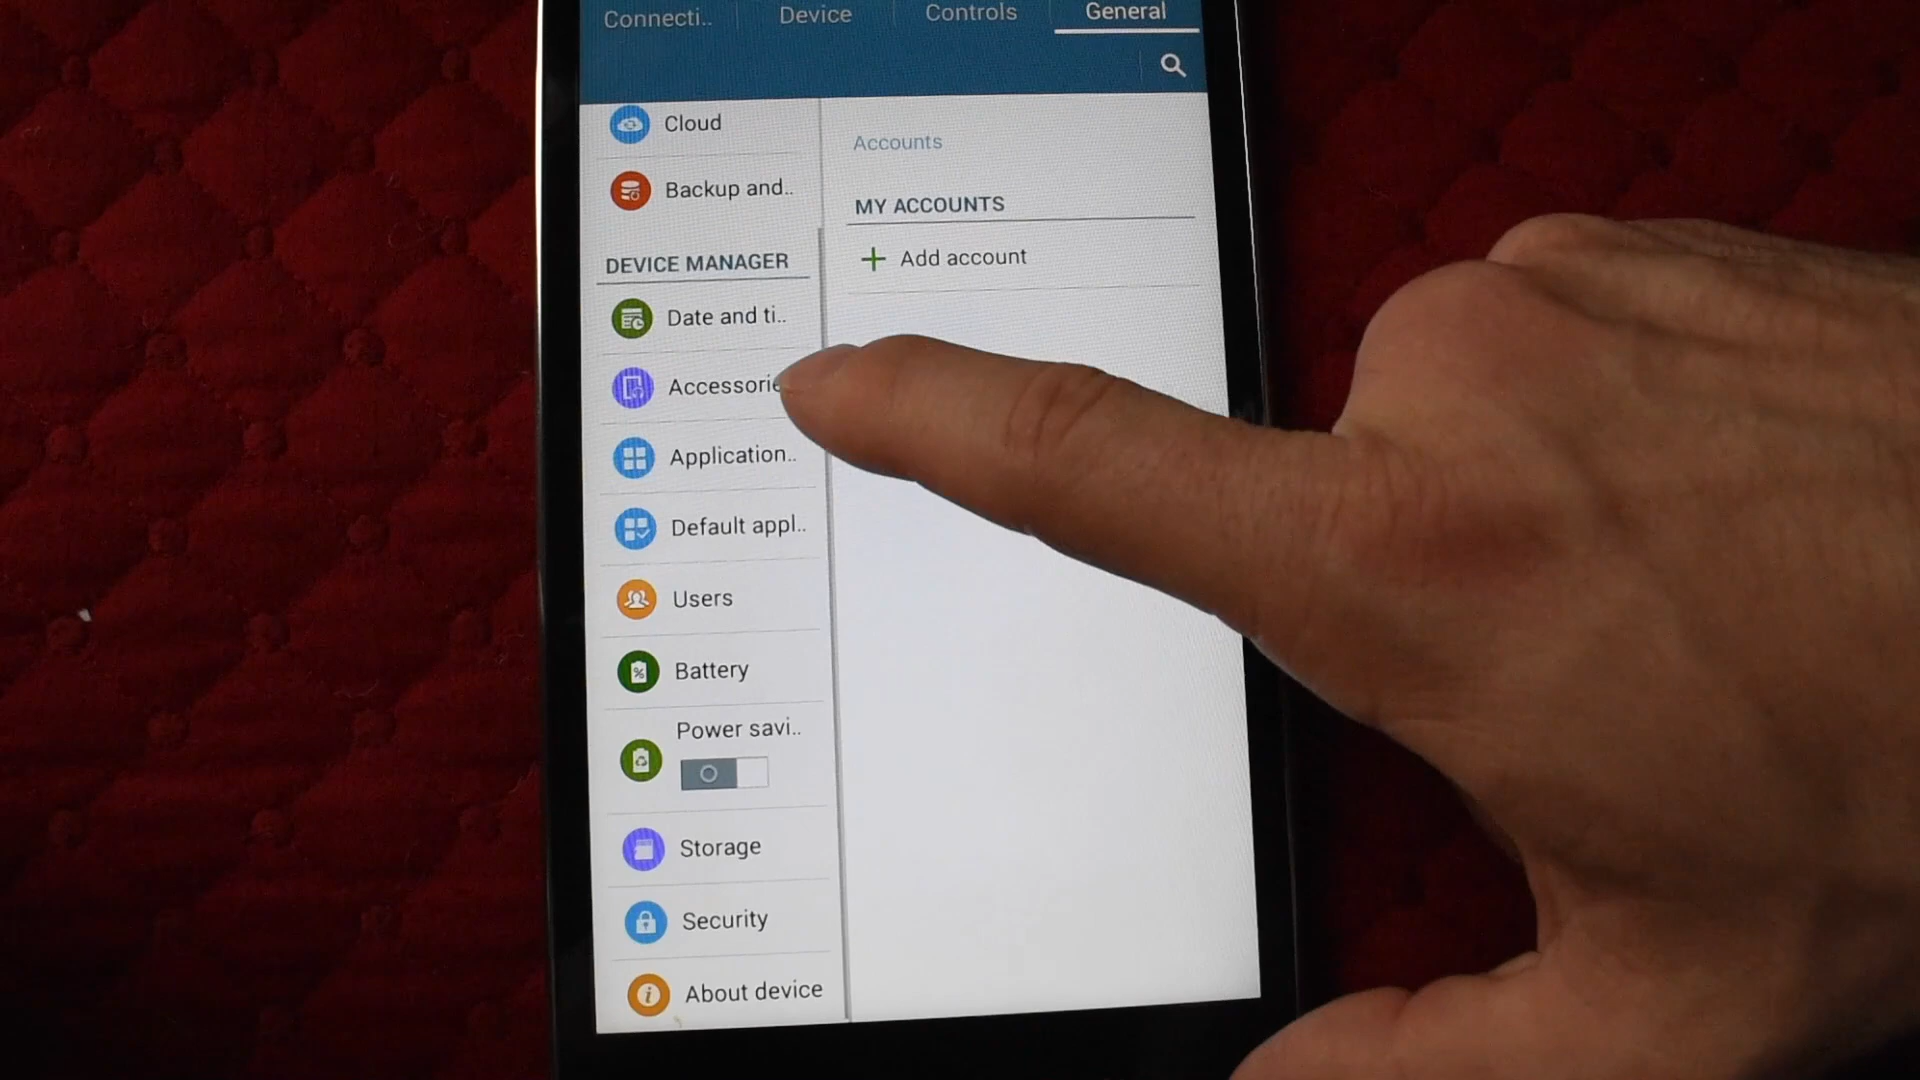 Connecti..
Device
Controls
General
Cloud
Backup and..
DEVICE MANAGER
Date and ti..
Accessorie
Application..
Default appl..
Users
Battery
Power savi..
Storage
Security
About device
Accounts
MY ACCOUNTS
Add account